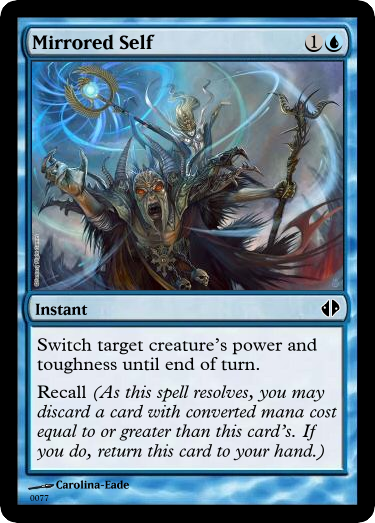 Mirrored Self 1
Instant
Switch target creature's power and
toughness until end of turn.
Recall (As this spell resolves, you may
discard a card with converted mana cost
equal to or greater than this card's. If
you do, return this card to your hand.)
Carolina-Eade
0077